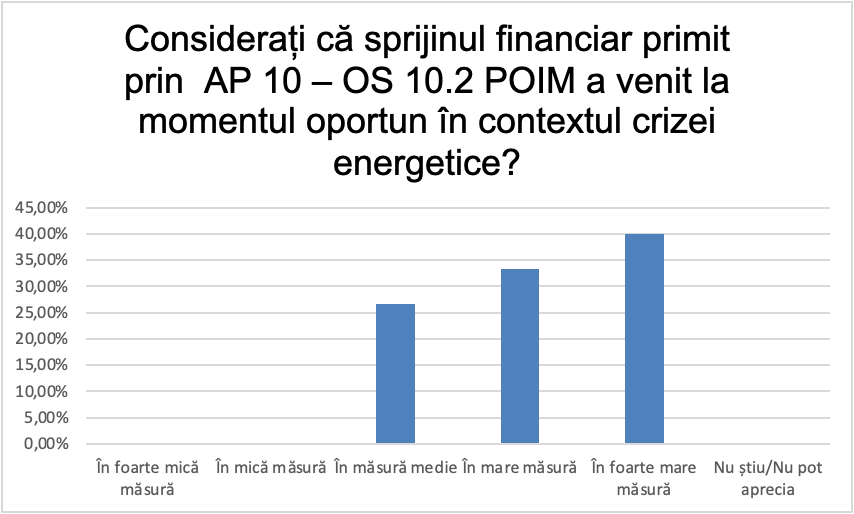 Considerați că sprijinul financiar primit
prin  AP 10 – OS 10.2 POIM a venit la
momentul oportun în contextul crizei
energetice?
45,00%
40,00%
35,00%
30,00%
25,00%
20,00%
15,00%
10,00%
5,00%
0,00%
În foarte mică
măsură
În mică măsură
În măsură medie
În mare măsură
În foarte mare
măsură
Nu știu/Nu pot
aprecia